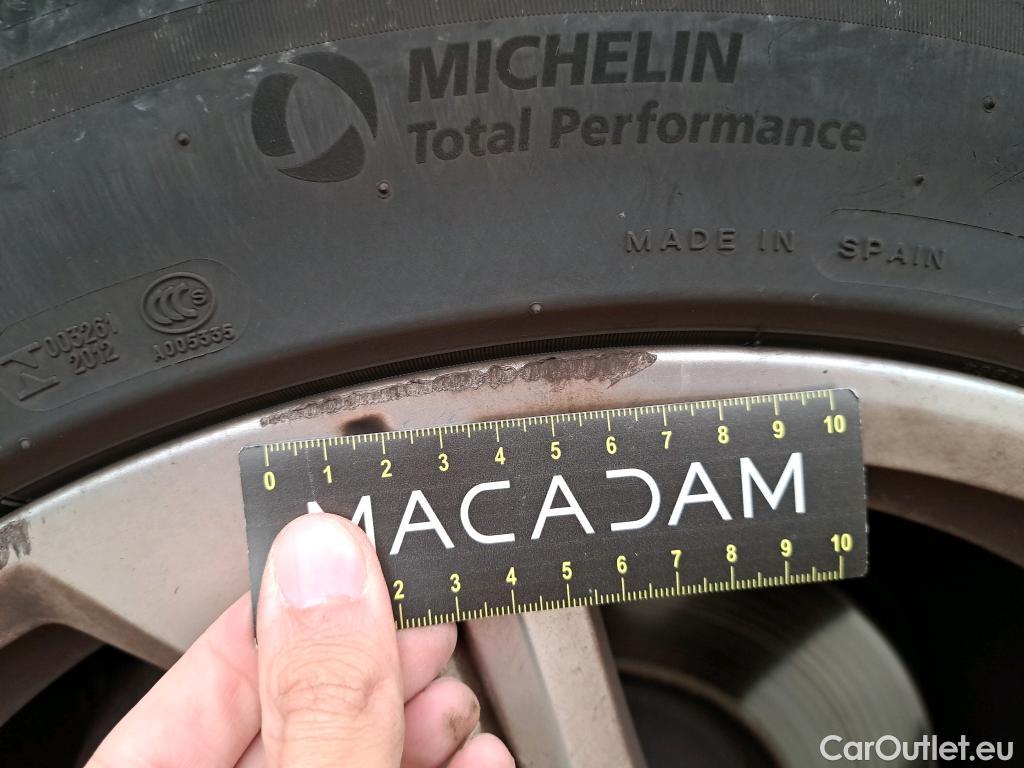 MICHELIN
Total Performance
MADE IN SPAIN
N 003261
2012
CCC S
A005335
0 1 2 3 4 5 6 7 8 9 10
MACADAM
2 3 4 5 6 7 8 9 10
CarOutlet.eu